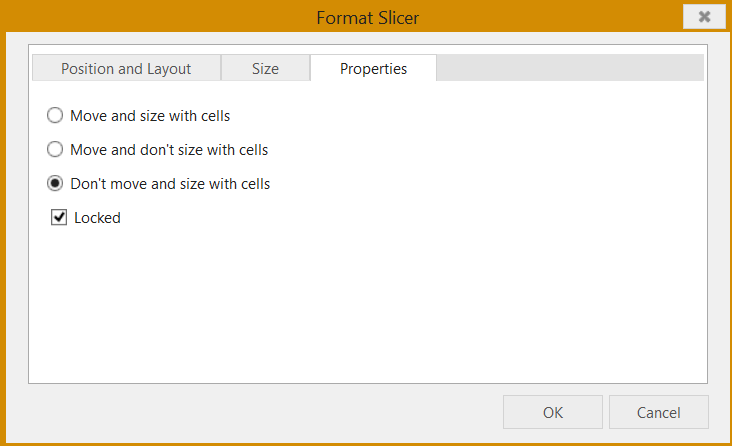 Format Slicer
Position and Layout Size Properties
Move and size with cells
Move and don't size with cells
Don't move and size with cells
Locked
OK Cancel